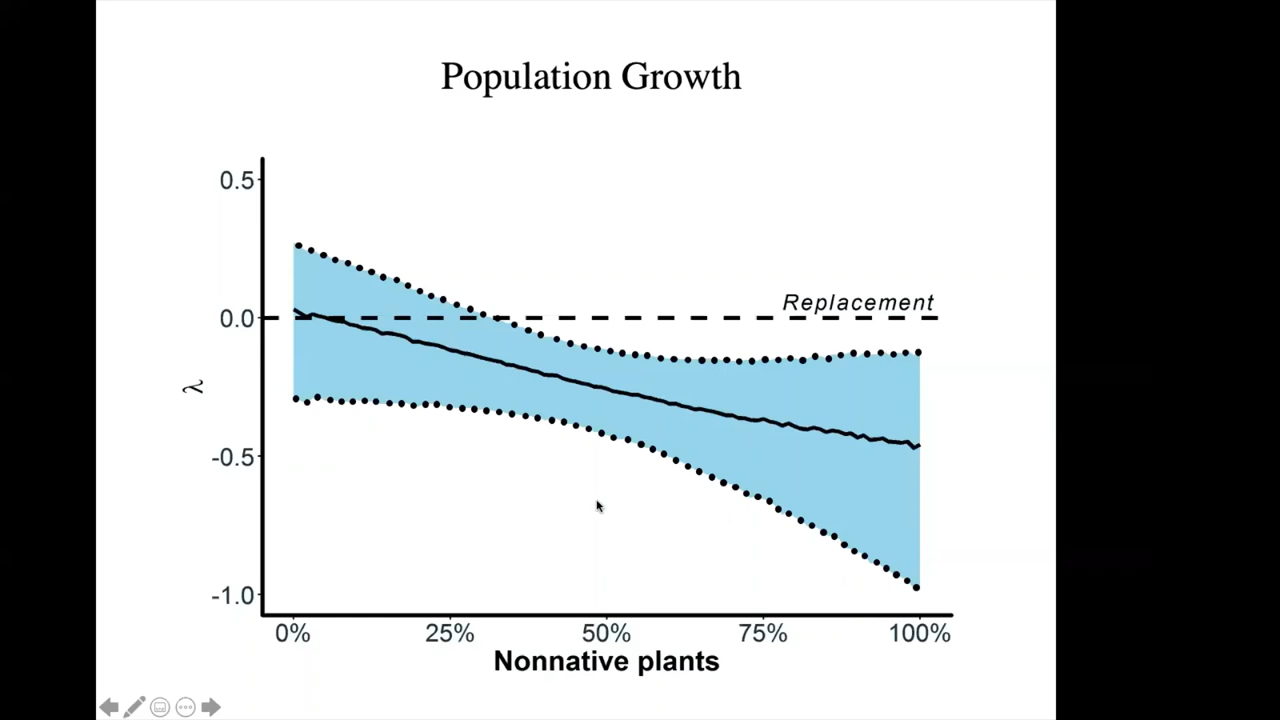 Population Growth
0.5
Replacement
0.0
λ
-0.5
-1.0
0% 25% 50% 75% 100%
Nonnative plants